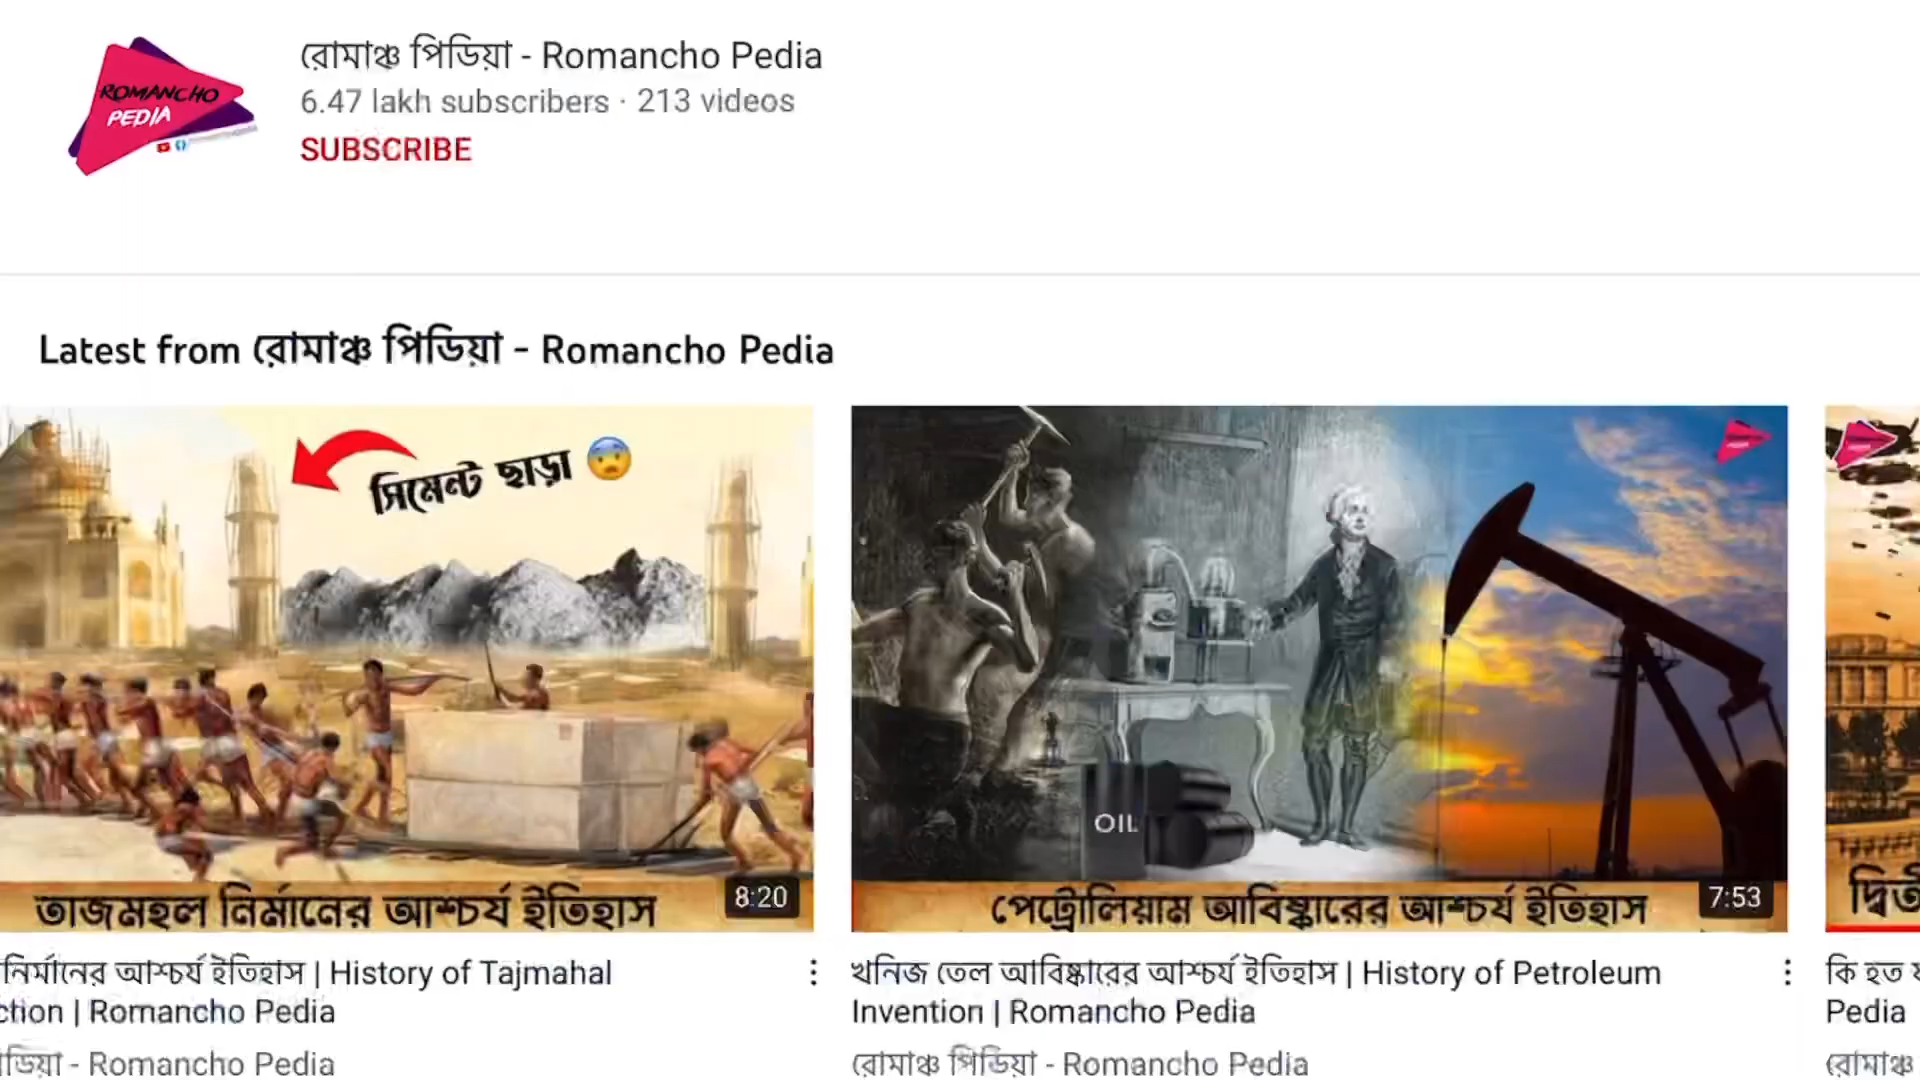 ROMANCHO
PEDIA
রোমাঞ্চ পিডিয়া - Romancho Pedia
6.47 lakh subscribers · 213 videos
SUBSCRIBE
Latest from রোমাঞ্চ পিডিয়া - Romancho Pedia
সিমেন্ট ছাড়া
তাজমহল নির্মানের আশ্চর্য ইতিহাস
8:20
নির্মানের আশ্চর্য ইতিহাস | History of Tajmahal
ction | Romancho Pedia
ডিয়া - Romancho Pedia
OIL
পেট্রোলিয়াম আবিষ্কারের আশ্চর্য ইতিহাস
7:53
খনিজ তেল আবিষ্কারের আশ্চর্য ইতিহাস | History of Petroleum
Invention | Romancho Pedia
রোমাঞ্চ পিডিয়া - Romancho Pedia
দ্বিতী
কি হত
Pedia
রোমাঞ্চ